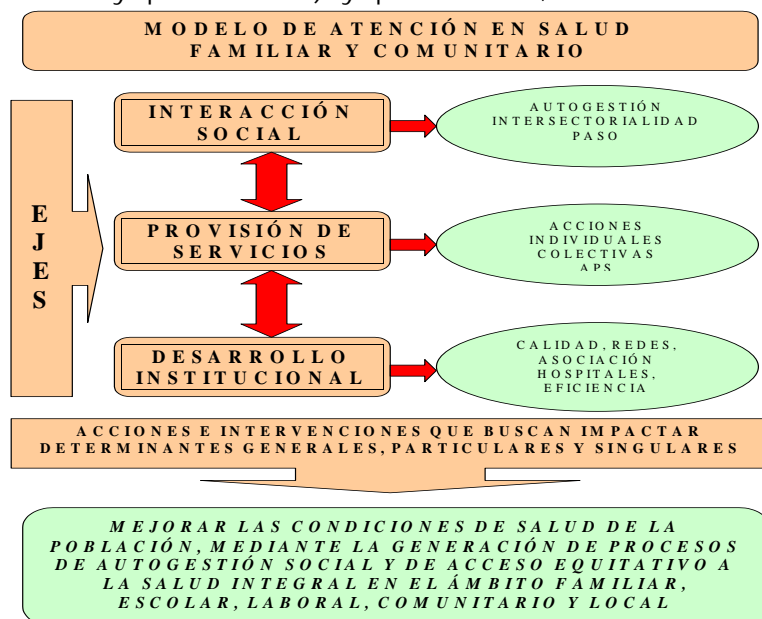 MODELO DE ATENCIÓN EN SALUD
FAMILIAR Y COMUNITARIO
EJES
INTERACCIÓN
SOCIAL
AUTOGESTIÓN
INTERSECTORIALIDAD
PASO
PROVISIÓN DE
SERVICIOS
ACCIONES
INDIVIDUALES
COLECTIVAS
APS
DESARROLLO
INSTITUCIONAL
CALIDAD, REDES,
ASOCIACIÓN
HOSPITALES,
EFICIENCIA
ACCIONES E INTERVENCIONES QUE BUSCAN IMPACTAR
DETERMINANTES GENERALES, PARTICULARES Y SINGULARES
MEJORAR LAS CONDICIONES DE SALUD DE LA
POBLACIÓN, MEDIANTE LA GENERACIÓN DE PROCESOS
DE AUTOGESTIÓN SOCIAL Y DE ACCESO EQUITATIVO A
LA SALUD INTEGRAL EN EL ÁMBITO FAMILIAR,
ESCOLAR, LABORAL, COMUNITARIO Y LOCAL